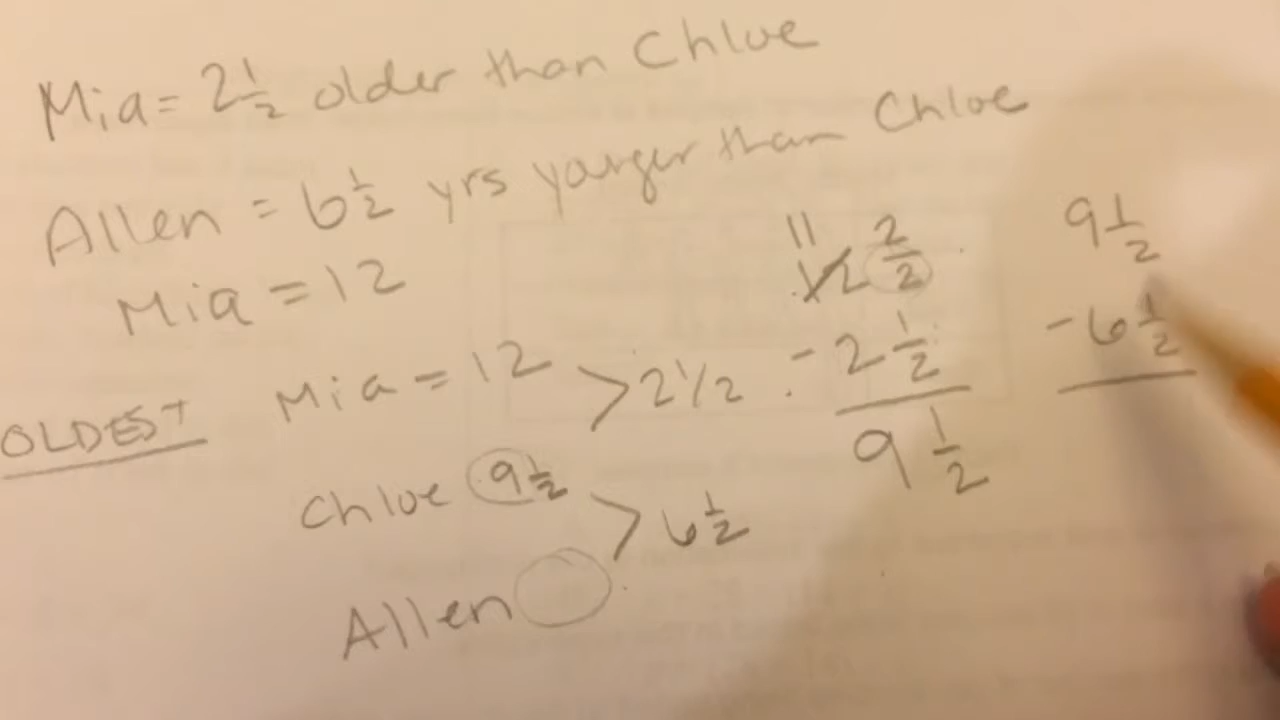 Mia = 2 1/2 older than Chloe
Allen = 6 1/2 yrs younger than Chloe
Mia = 12
OLDEST
Mia = 12 > 2 1/2
Chloe 9 1/2 > 6 1/2
Allen
11
12 2/2
- 2 1/2
9 1/2
9 1/2
- 6 1/2